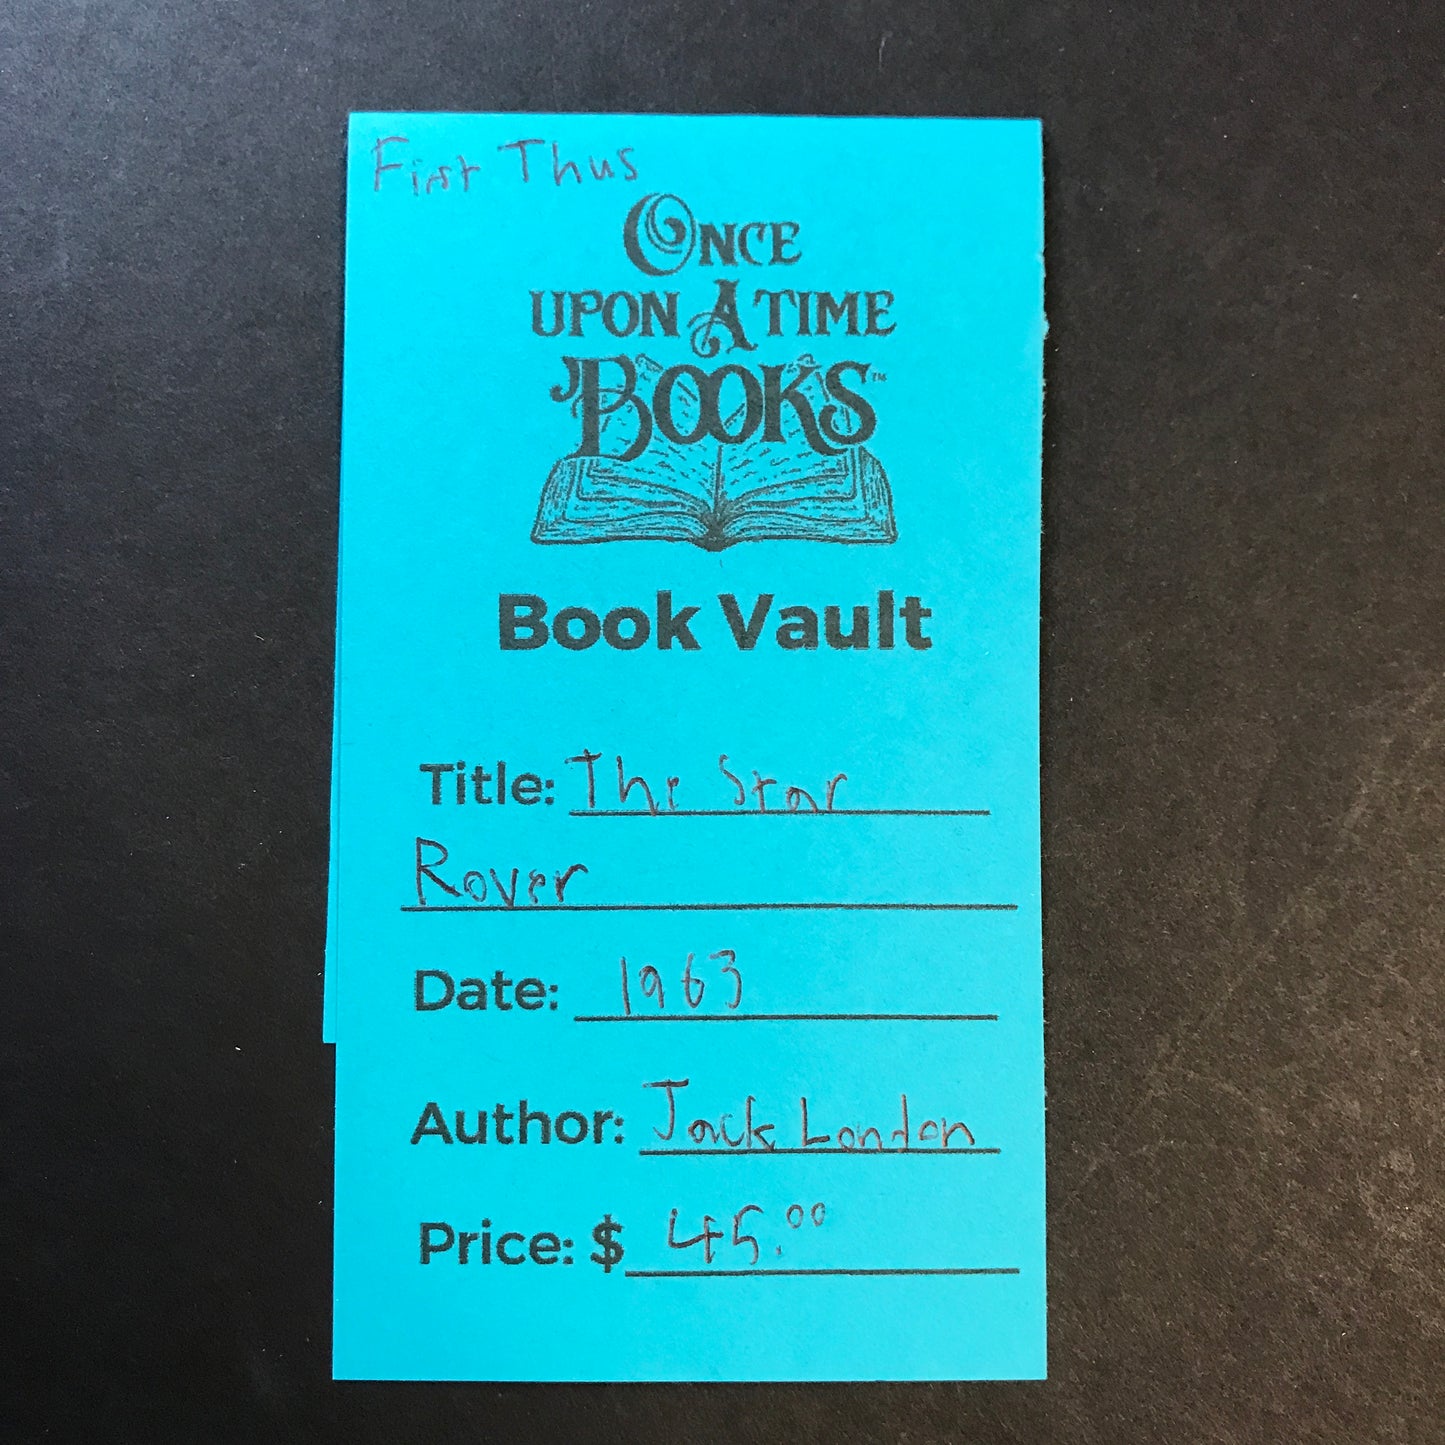 First Thus
ONCE
UPON A TIME
BOOKS™
Book Vault
Title: The Star
Rover
Date: 1963
Author: Jack London
Price: $ 45.00